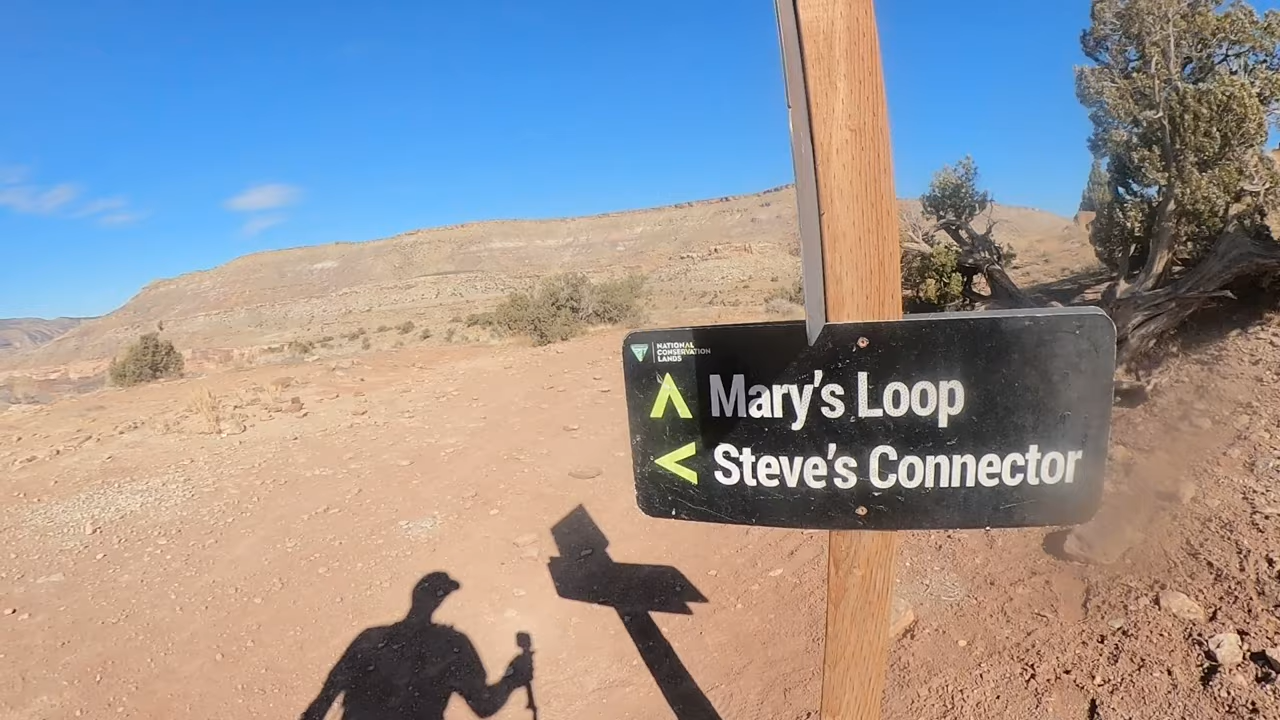 NATIONAL
CONSERVATION
LANDS
Mary's Loop
Steve's Connector